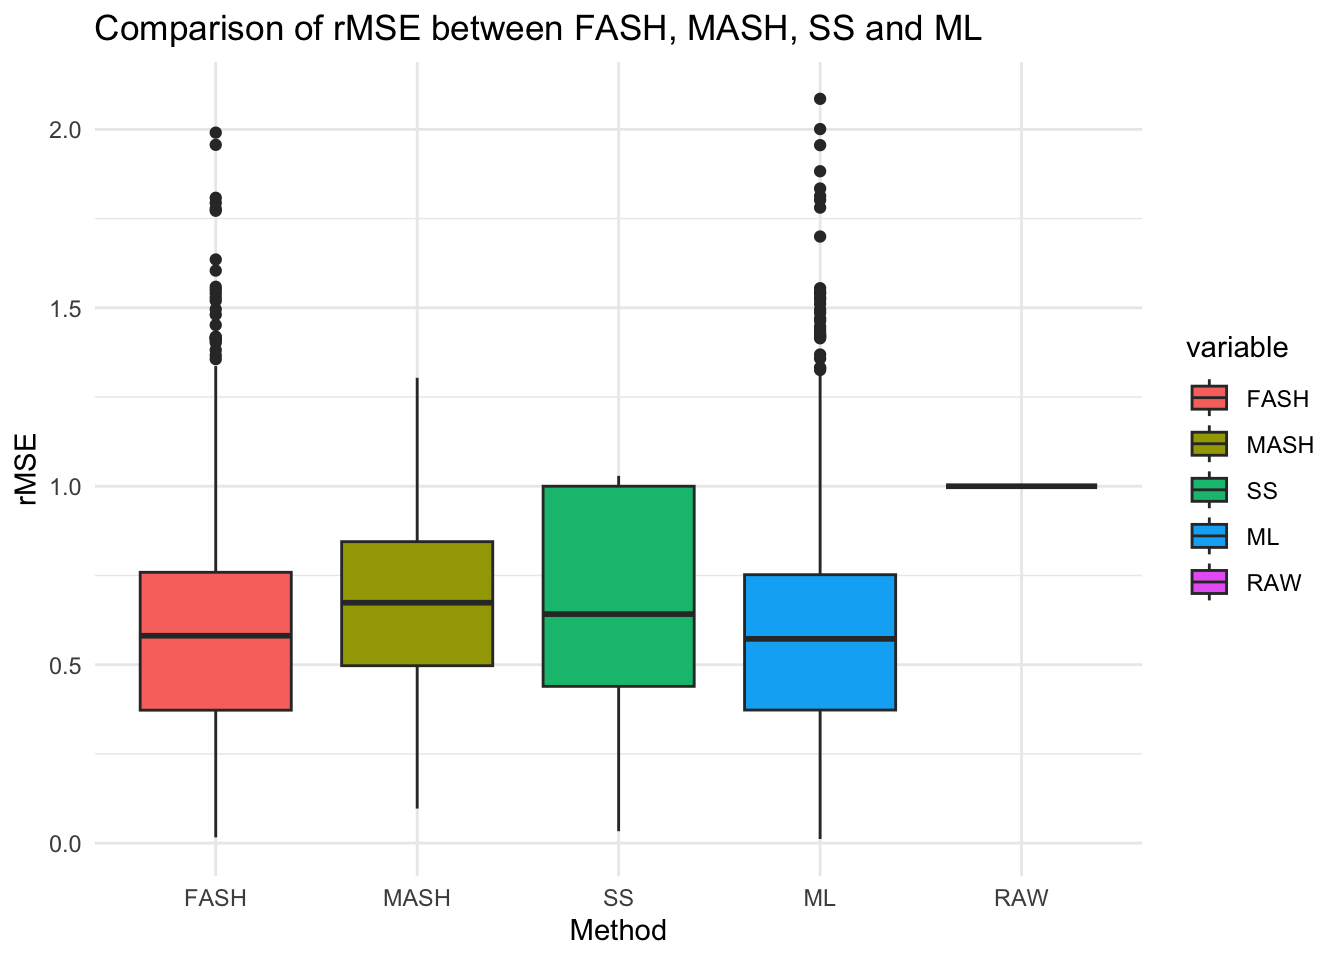 Comparison of rMSE between FASH, MASH, SS and ML
2.0
1.5
1.0
0.5
0.0
rMSE
FASH
MASH
SS
ML
RAW
Method
variable
FASH
MASH
SS
ML
RAW